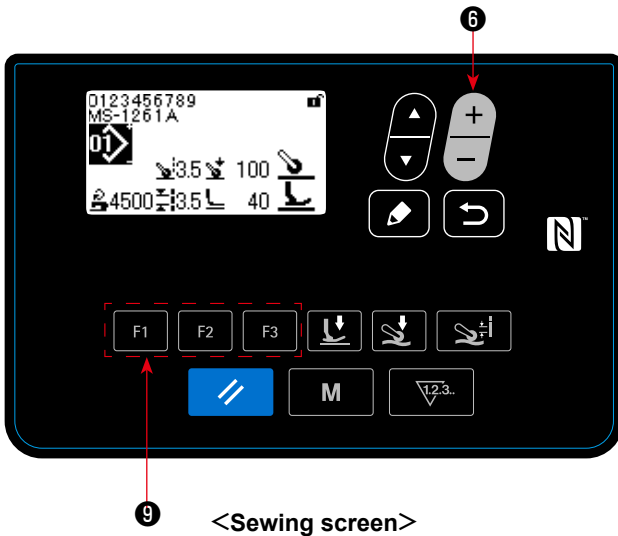 ❻
0123456789
MS-1261A
01
3.5 100
4500 3.5 40
+
−
N™
F1 F2 F3
M 1.2.3..
❾
<Sewing screen>